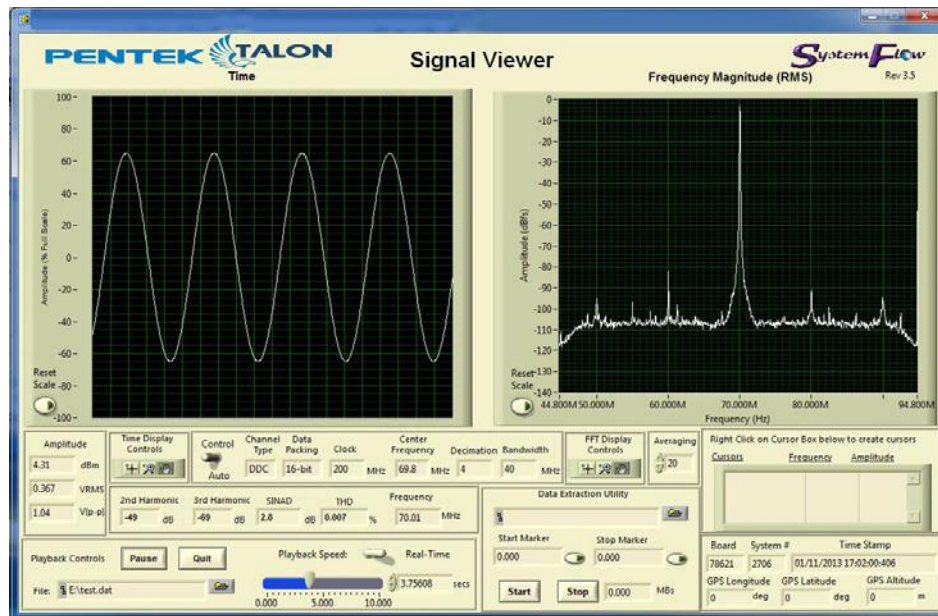 PENTEK TALON
Signal Viewer
SystemFlow
Rev 3.5
Time
Frequency Magnitude (RMS)
100
80
60
40
20
0
-20
-40
-60
-80
-100
Amplitude (% Full Scale)
Reset
Scale
0
-10
-20
-30
-40
-50
-60
-70
-80
-90
-100
-110
-120
-130
-140
Amplitude (dBfs)
Reset
Scale
44.800M 50.000M 60.000M 70.000M 80.000M 94.800M
Frequency (Hz)
Amplitude
4.31 dBm
0.367 VRMS
1.04 V(p-p)
Time Display
Controls
Control
Auto
Channel Type
DDC
Data Packing
16-bit
Clock
200 MHz
Center Frequency
69.8 MHz
Decimation
4
Bandwidth
40 MHz
FFT Display
Controls
Averaging
20
Right Click on Cursor Box below to create cursors
Cursors Frequency Amplitude
2nd Harmonic
-49 dB
3rd Harmonic
-69 dB
SINAD
2.0 dB
THD
0.007 %
Frequency
70.01 MHz
Data Extraction Utility
Start Marker
0.000
Stop Marker
0.000
Start Stop 0.000 MBs
Playback Controls Pause Quit
File: E:\test.dat
Playback Speed: Real-Time
0.000 5.000 10.000
3.75608 secs
Board System # Time Stamp
78621 2706 01/11/2013 17:02:00:406
GPS Longitude GPS Latitude GPS Altitude
0 deg 0 deg 0 m